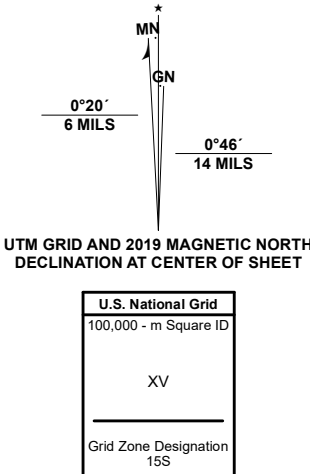 ★
MN
GN
0°20´
6 MILS
0°46´
14 MILS
UTM GRID AND 2019 MAGNETIC NORTH
DECLINATION AT CENTER OF SHEET
U.S. National Grid
100,000 - m Square ID
XV
Grid Zone Designation
15S